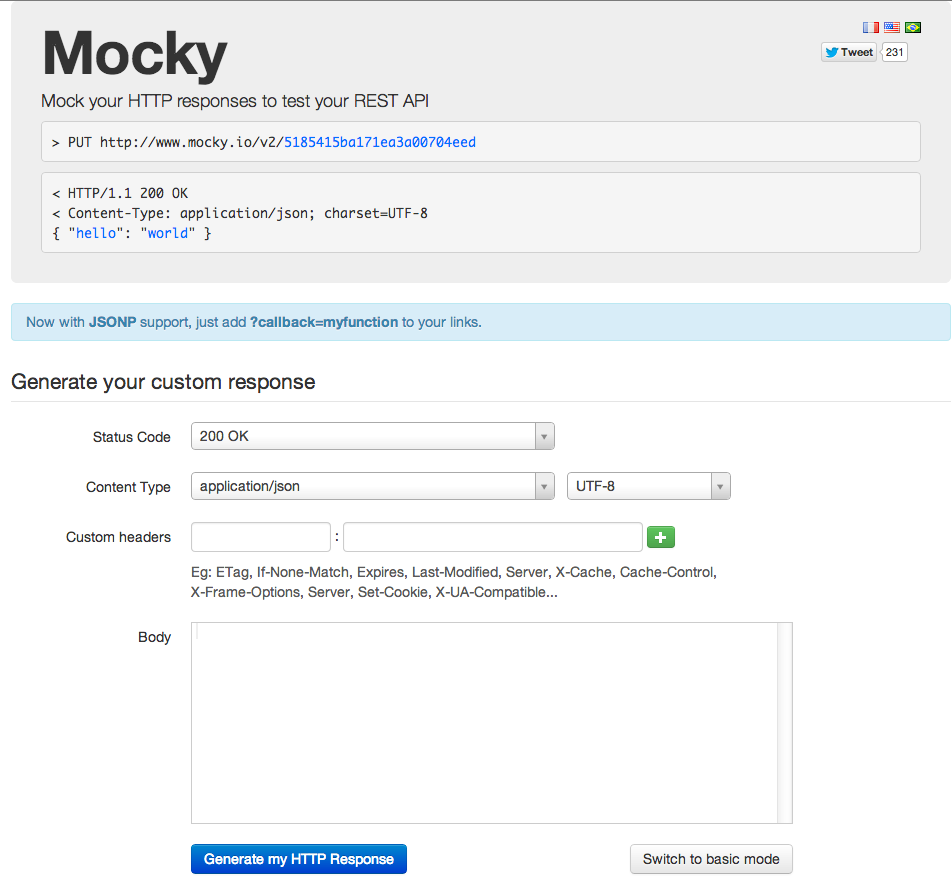 Mocky
Tweet 231
Mock your HTTP responses to test your REST API
> PUT http://www.mocky.io/v2/5185415ba171ea3a00704eed
< HTTP/1.1 200 OK
< Content-Type: application/json; charset=UTF-8
{ "hello": "world" }
Now with JSONP support, just add ?callback=myfunction to your links.
Generate your custom response
Status Code 200 OK
Content Type application/json UTF-8
Custom headers :
Eg: ETag, If-None-Match, Expires, Last-Modified, Server, X-Cache, Cache-Control,
X-Frame-Options, Server, Set-Cookie, X-UA-Compatible...
Body
Generate my HTTP Response Switch to basic mode